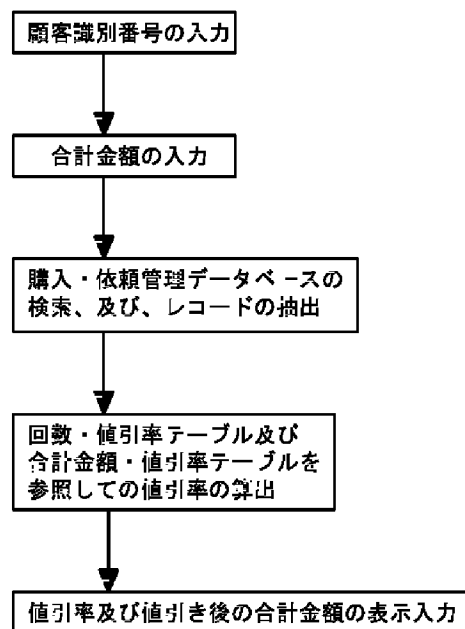 顧客識別番号の入力
合計金額の入力
購入・依頼管理データベースの
検索、及び、レコードの抽出
回数・値引率テーブル及び
合計金額・値引率テーブルを
参照しての値引率の算出
値引率及び値引き後の合計金額の表示入力